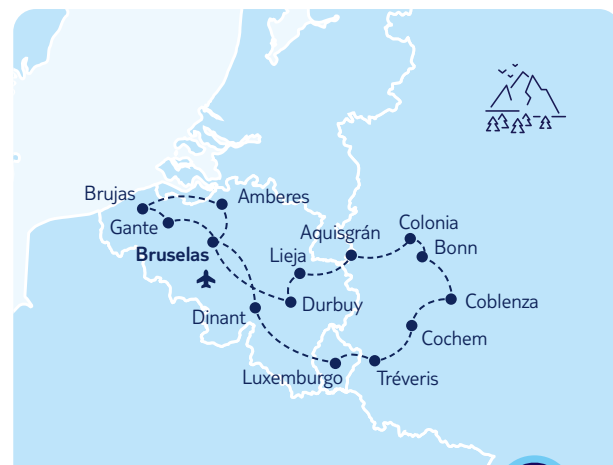 Brujas
Amberes
Gante
Bruselas
Aquisgrán
Colonia
Bonn
Lieja
Durbuy
Coblenza
Dinant
Cochem
Luxemburgo
Tréveris